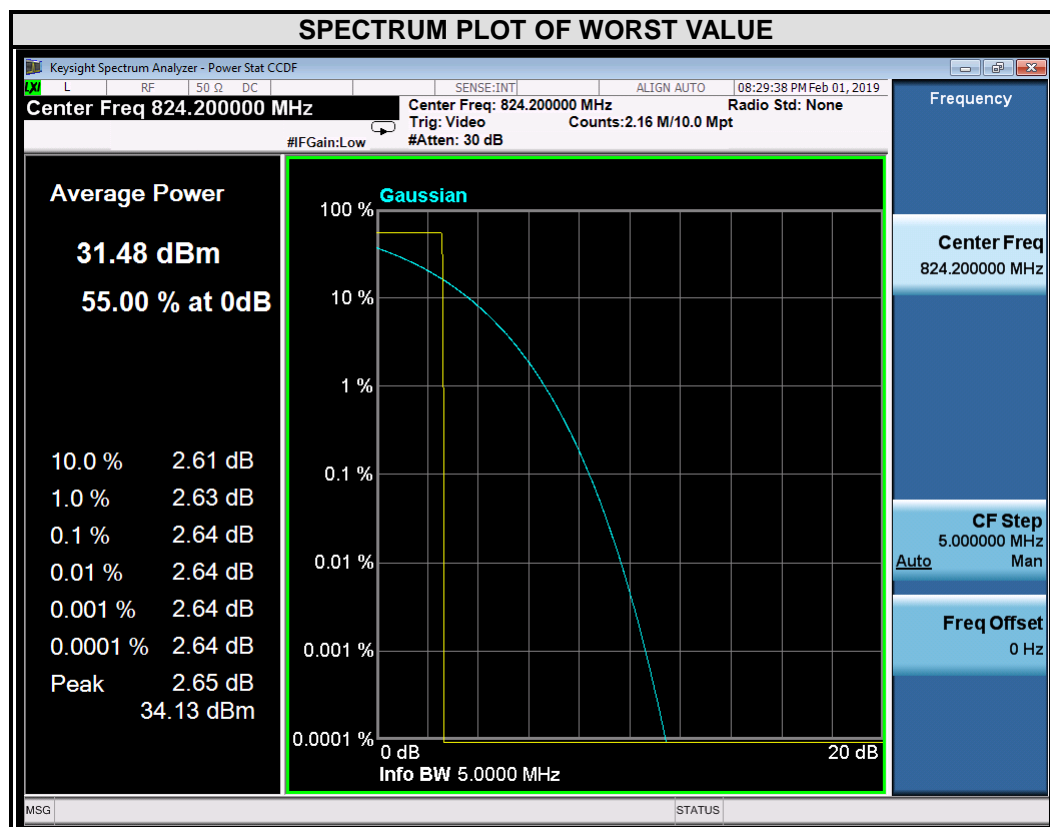 SPECTRUM PLOT OF WORST VALUE
Keysight Spectrum Analyzer - Power Stat CCDF
LXI L RF 50 Ω DC SENSE:INT ALIGN AUTO 08:29:38 PM Feb 01, 2019
Center Freq 824.200000 MHz
Center Freq: 824.200000 MHz Radio Std: None
Trig: Video Counts:2.16 M/10.0 Mpt
#IFGain:Low #Atten: 30 dB
Frequency
Average Power
31.48 dBm
55.00 % at 0dB
10.0 % 2.61 dB
1.0 % 2.63 dB
0.1 % 2.64 dB
0.01 % 2.64 dB
0.001 % 2.64 dB
0.0001 % 2.64 dB
Peak 2.65 dB
34.13 dBm
Gaussian
100 %
10 %
1 %
0.1 %
0.01 %
0.001 %
0.0001 %
0 dB 20 dB
Info BW 5.0000 MHz
Center Freq
824.200000 MHz
CF Step
5.000000 MHz
Auto Man
Freq Offset
0 Hz
MSG STATUS